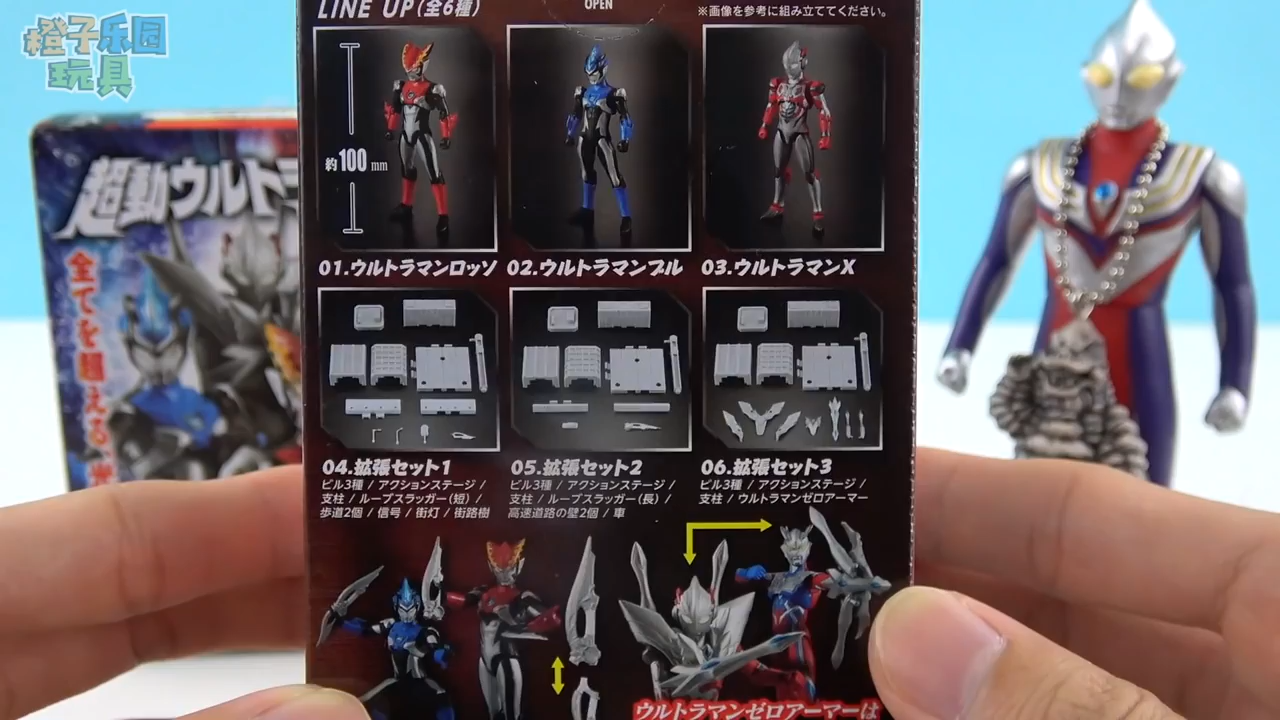 橙子乐园
玩具
LINE UP(全6種)
OPEN
※画像を参考に組み立ててください。
約100mm
01.ウルトラマンロッソ
02.ウルトラマンブル
03.ウルトラマンX
04.拡張セット1
ビル3種 / アクションステージ /
支柱 / ループスラッガー(短) /
歩道2個 / 信号 / 街灯 / 街路樹
05.拡張セット2
ビル3種 / アクションステージ /
支柱 / ループスラッガー(長) /
高速道路の壁2個 / 車
06.拡張セット3
ビル3種 / アクションステージ /
支柱 / ウルトラマンゼロアーマー
ウルトラマンゼロアーマーは
超動ウルトラ
全てを超える、光